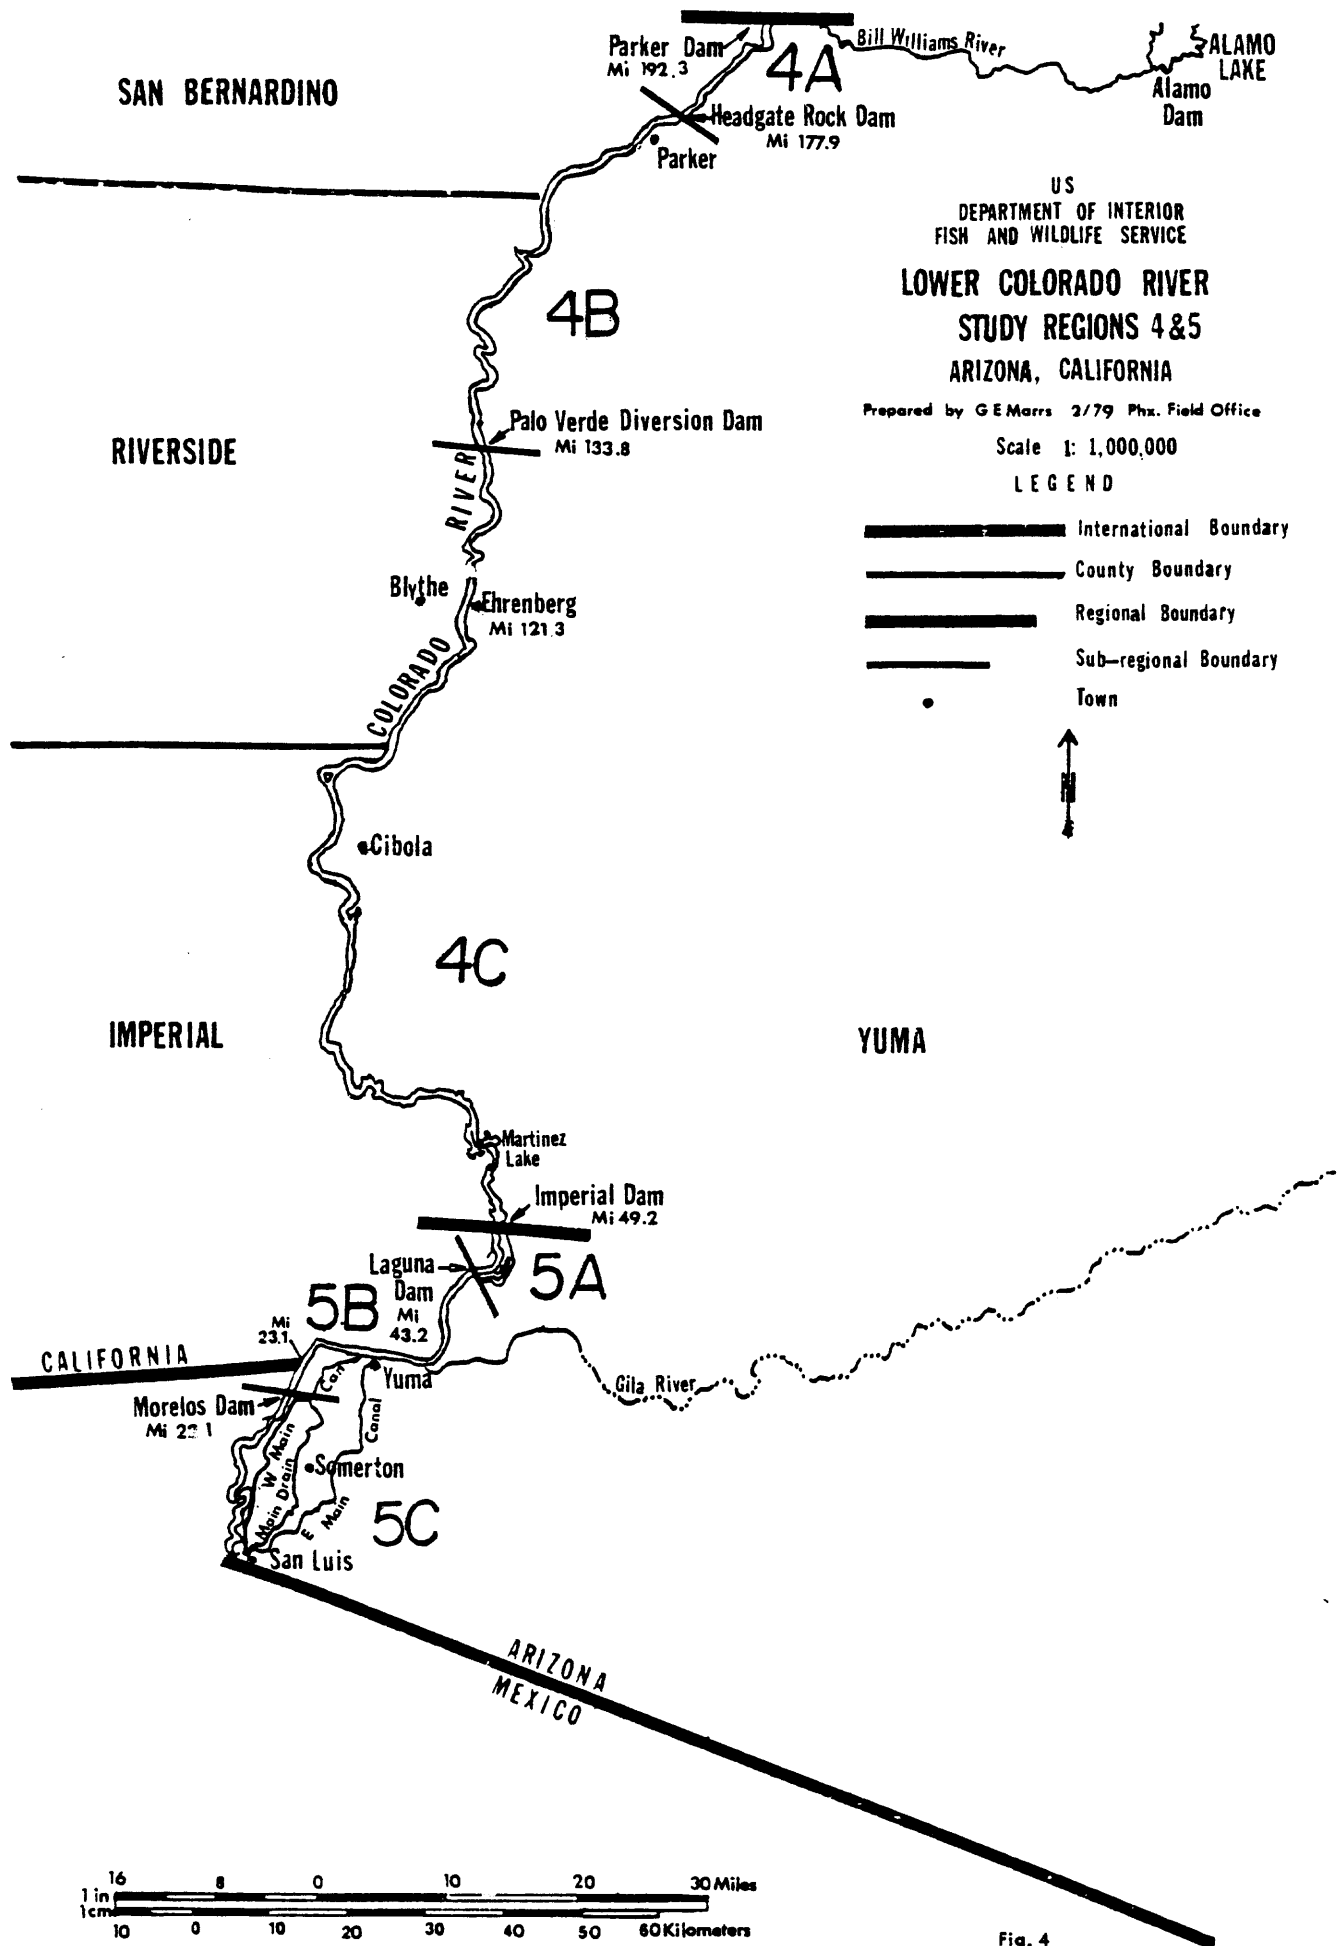 Parker Dam
Mi 192.3
4A
Bill Williams River
ALAMO
LAKE
Alamo
Dam
SAN BERNARDINO
Headgate Rock Dam
Mi 177.9
Parker
US
DEPARTMENT OF INTERIOR
FISH AND WILDLIFE SERVICE
LOWER COLORADO RIVER
STUDY REGIONS 4&5
ARIZONA, CALIFORNIA
Prepared by G E Marrs 2/79 Phx. Field Office
Scale 1: 1,000,000
LEGEND
International Boundary
County Boundary
Regional Boundary
Sub-regional Boundary
Town
N
4B
Palo Verde Diversion Dam
Mi 133.8
RIVERSIDE
COLORADO RIVER
Blythe
Ehrenberg
Mi 121.3
Cibola
4C
IMPERIAL
YUMA
Martinez
Lake
Imperial Dam
Mi 49.2
Laguna
Dam
Mi
43.2
5A
5B
Mi
23.1
CALIFORNIA
Yuma
Gila River
Morelos Dam
Can
Canal
W Main
Main Drain
Somerton
E Main
5C
San Luis
ARIZONA
MEXICO
16 8 0 10 20 30 Miles
1 in
1cm
10 0 10 20 30 40 50 60 Kilometers
Fig. 4